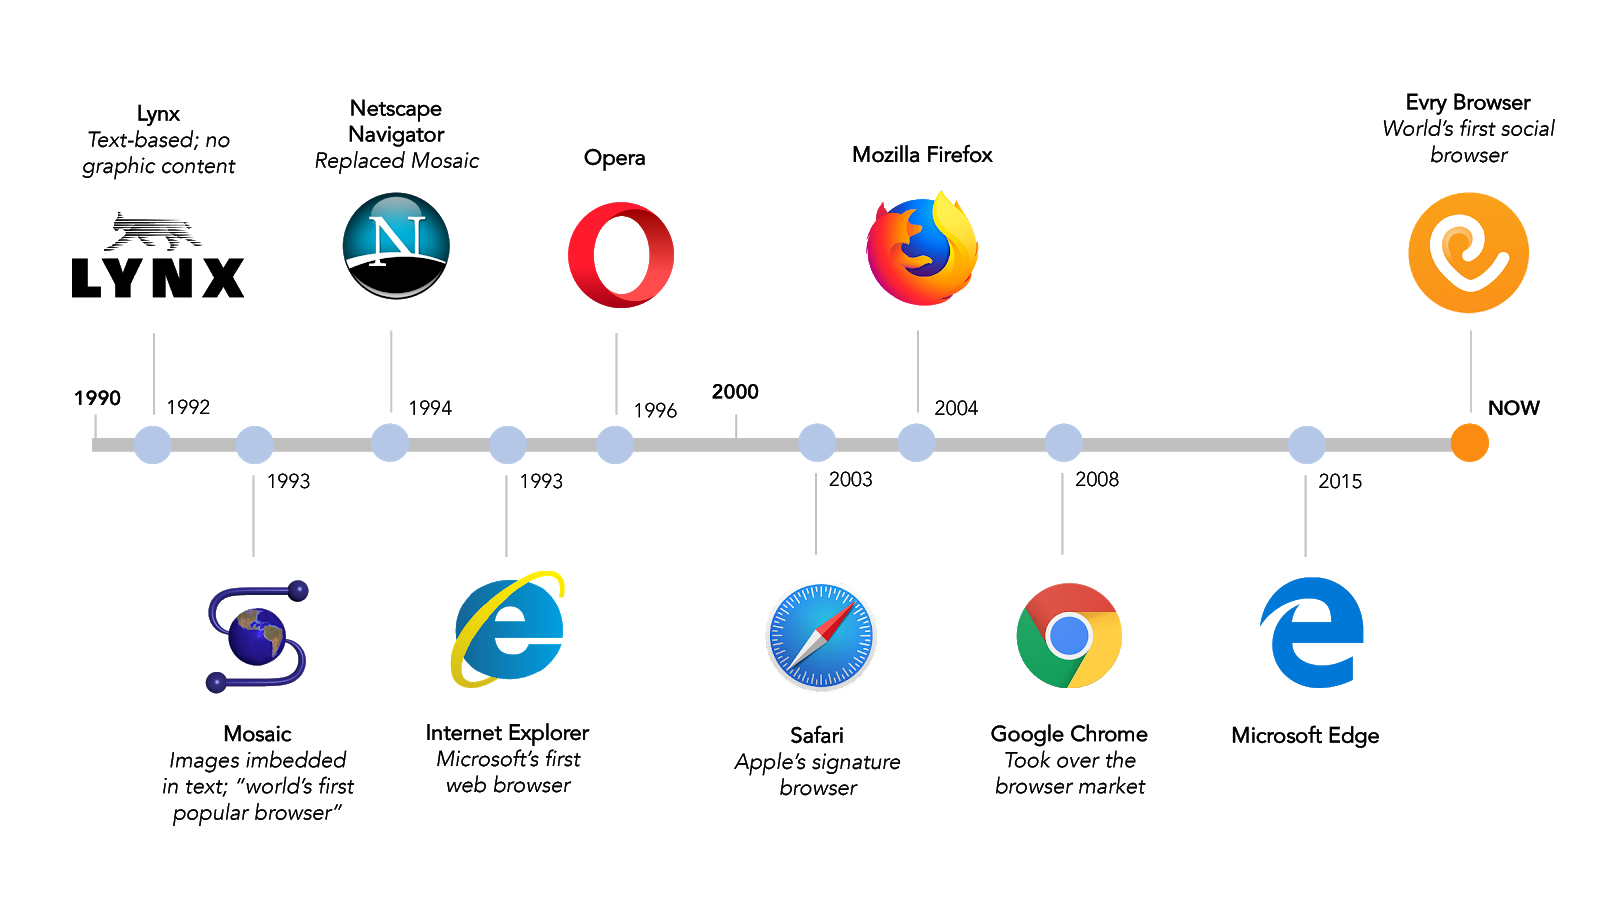 Lynx
Text-based; no
graphic content
LYNX
Netscape
Navigator
Replaced Mosaic
N
Opera
Mozilla Firefox
Evry Browser
World's first social
browser
1990
1992
1994
1996
2000
2004
NOW
1993
1993
2003
2008
2015
Mosaic
Images imbedded
in text; "world's first
popular browser"
Internet Explorer
Microsoft's first
web browser
Safari
Apple's signature
browser
Google Chrome
Took over the
browser market
Microsoft Edge